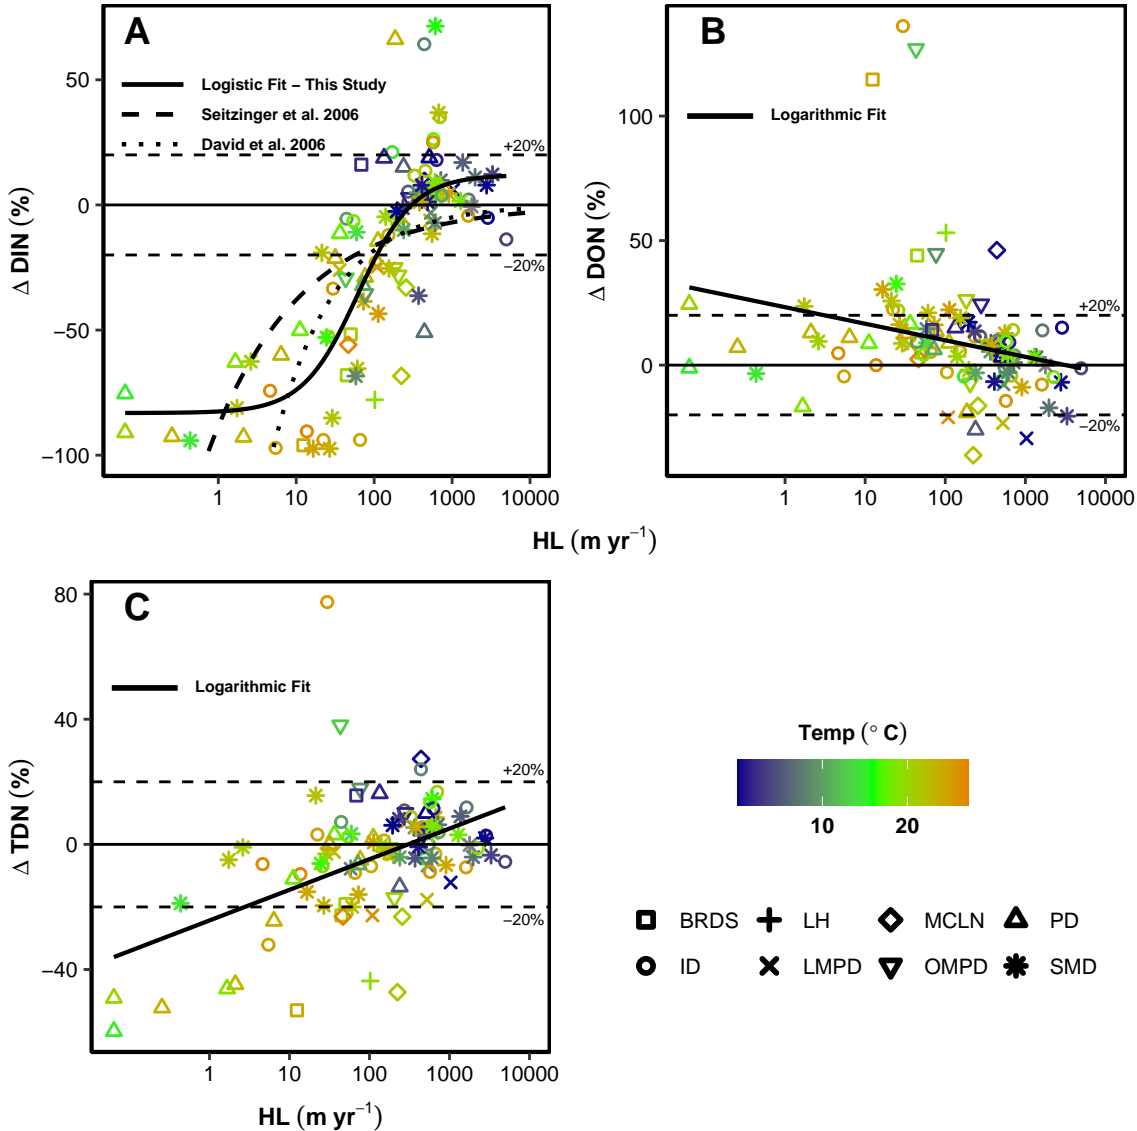 A
B
Logistic Fit – This Study
Seitzinger et al. 2006
David et al. 2006
Logarithmic Fit
+20%
−20%
+20%
−20%
50
0
−50
−100
Δ DIN (%)
100
50
0
Δ DON (%)
1 10 100 1000 10000
1 10 100 1000 10000
HL (m yr⁻¹)
C
Logarithmic Fit
+20%
−20%
80
40
0
−40
Δ TDN (%)
1 10 100 1000 10000
HL (m yr⁻¹)
Temp (° C)
10 20
BRDS LH MCLN PD
ID LMPD OMPD SMD